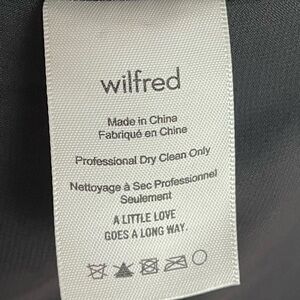 wilfred
Made in China
Fabriqué en Chine
Professional Dry Clean Only
Nettoyage à Sec Professionnel
Seulement
A LITTLE LOVE
GOES A LONG WAY.